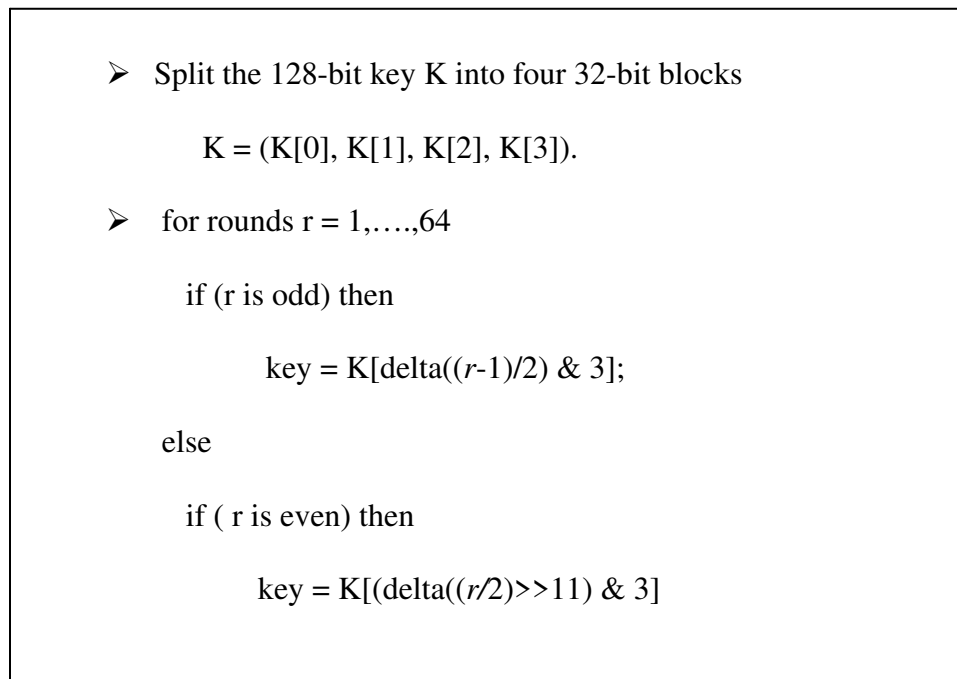 ➢ Split the 128-bit key K into four 32-bit blocks
K = (K[0], K[1], K[2], K[3]).
➢ for rounds r = 1,….,64
if (r is odd) then
key = K[delta((r-1)/2) & 3];
else
if ( r is even) then
key = K[(delta((r/2)>>11) & 3]